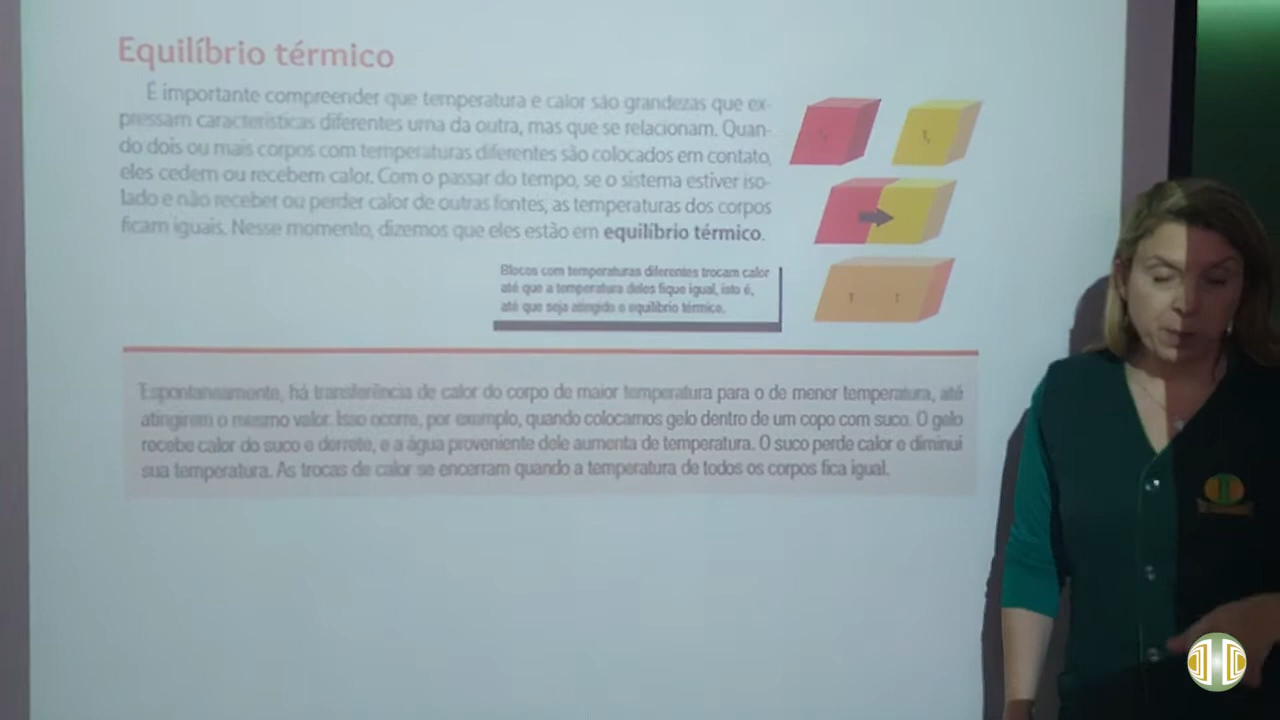 Equilíbrio térmico
É importante compreender que temperatura e calor são grandezas que ex-
pressam características diferentes uma da outra, mas que se relacionam. Quan-
do dois ou mais corpos com temperaturas diferentes são colocados em contato,
eles cedem ou recebem calor. Com o passar do tempo, se o sistema estiver iso-
lado e não receber ou perder calor de outras fontes, as temperaturas dos corpos
ficam iguais. Nesse momento, dizemos que eles estão em equilíbrio térmico.
Blocos com temperaturas diferentes trocam calor
até que a temperatura deles fique igual, isto é,
até que seja atingido o equilíbrio térmico.
T T
Espontaneamente, há transferência de calor do corpo de maior temperatura para o de menor temperatura, até
atingirem o mesmo valor. Isso ocorre, por exemplo, quando colocamos gelo dentro de um copo com suco. O gelo
recebe calor do suco e derrete, e a água proveniente dele aumenta de temperatura. O suco perde calor e diminui
sua temperatura. As trocas de calor se encerram quando a temperatura de todos os corpos fica igual.